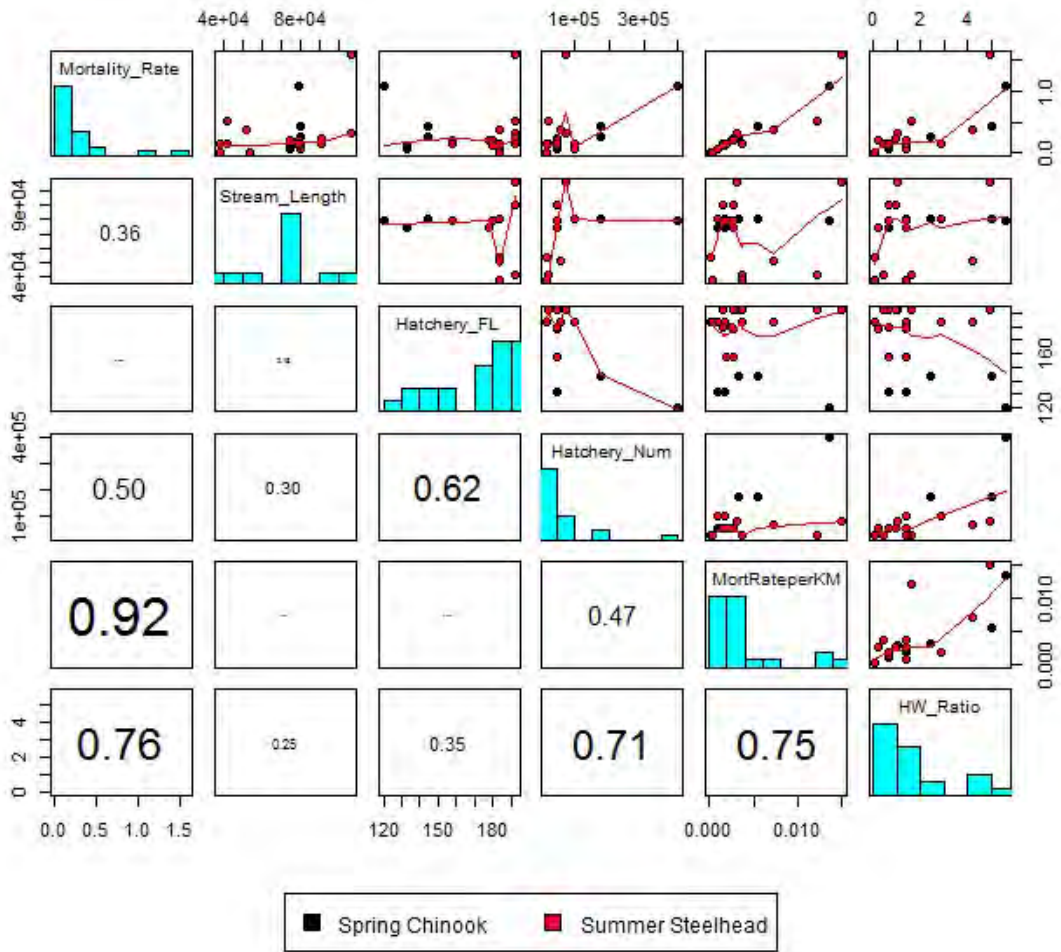 4e+04 8e+04 1e+05 3e+05 0 2 4
Mortality_Rate
0.0 1.0
4e+04 9e+04
0.36
Stream_Length
Hatchery_FL
120 160
1e+05 4e+05
0.50 0.30 0.62
Hatchery_Num
0.92
0.47
MortRateperKM
0.000 0.010
0 2 4
0.76 0.25 0.35 0.71 0.75
HW_Ratio
0.0 0.5 1.0 1.5 120 150 180 0.000 0.010
Spring Chinook Summer Steelhead